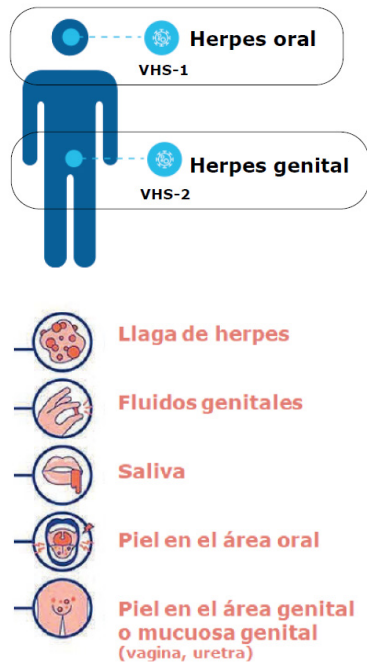 Herpes oral
VHS-1
Herpes genital
VHS-2
Llaga de herpes
Fluidos genitales
Saliva
Piel en el área oral
Piel en el área genital
o mucuosa genital
(vagina, uretra)